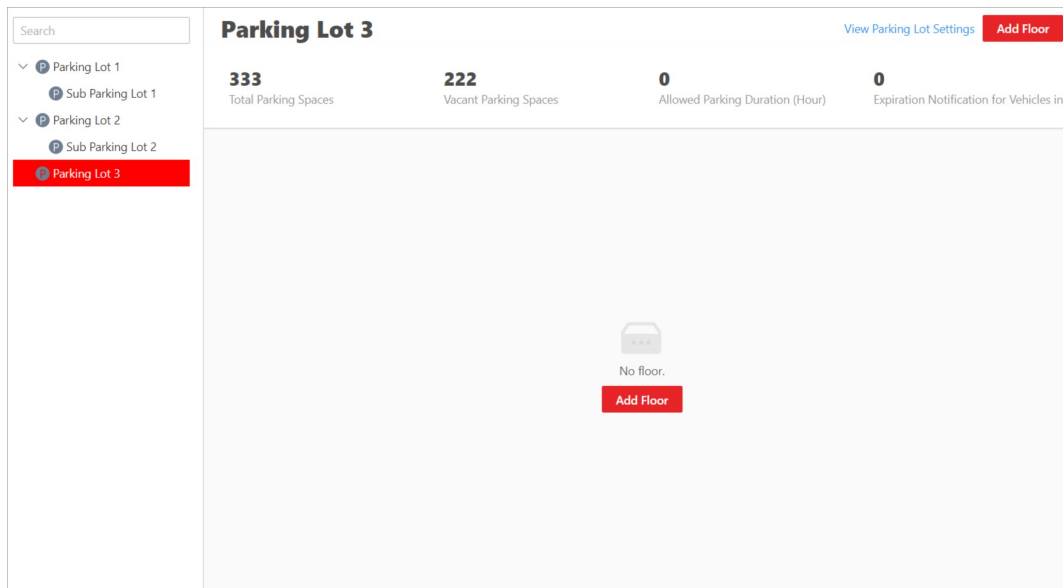 Search
P Parking Lot 1
P Sub Parking Lot 1
P Parking Lot 2
P Sub Parking Lot 2
P Parking Lot 3
Parking Lot 3
View Parking Lot Settings
Add Floor
333
Total Parking Spaces
222
Vacant Parking Spaces
0
Allowed Parking Duration (Hour)
0
Expiration Notification for Vehicles in
No floor.
Add Floor